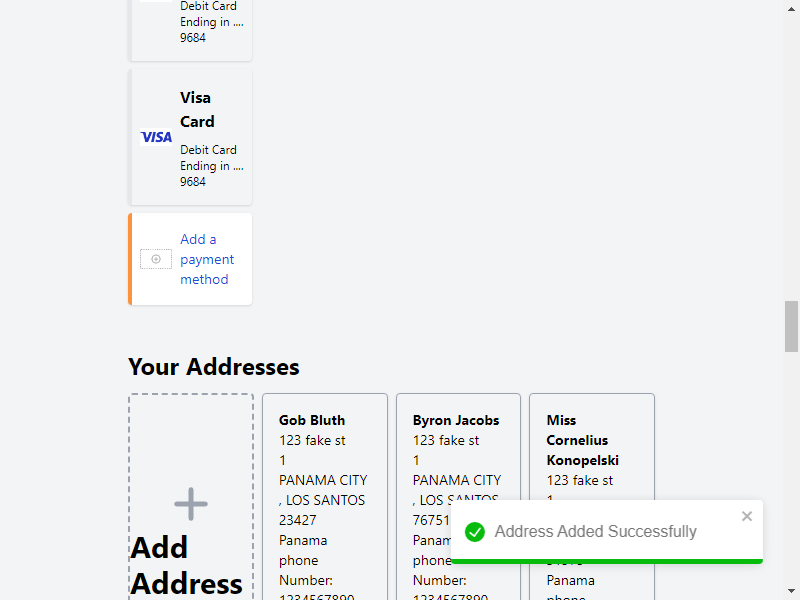 Debit Card
Ending in ....
9684
Visa
Card
VISA
Debit Card
Ending in ....
9684
Add a
payment
method
Your Addresses
Add
Address
Gob Bluth
123 fake st
1
PANAMA CITY
, LOS SANTOS
23427
Panama
phone
Number:
1234567890
Byron Jacobs
123 fake st
1
PANAMA CITY
, LOS SANTOS
76751
phone
Number:
1234567890
Miss
Cornelius
Konopelski
123 fake st
Panama
phone
Address Added Successfully